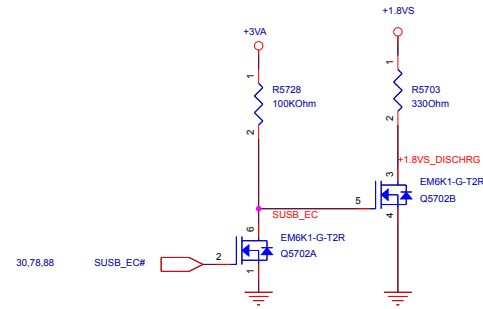 +1.8VS
+3VA
1
1
R5728
100KOhm
R5703
330Ohm
2
2
+1.8VS_DISCHRG
3
EM6K1-G-T2R
Q5702B
5
4
SUSB_EC
6
EM6K1-G-T2R
Q5702A
30,78,88
SUSB_EC#
2
1